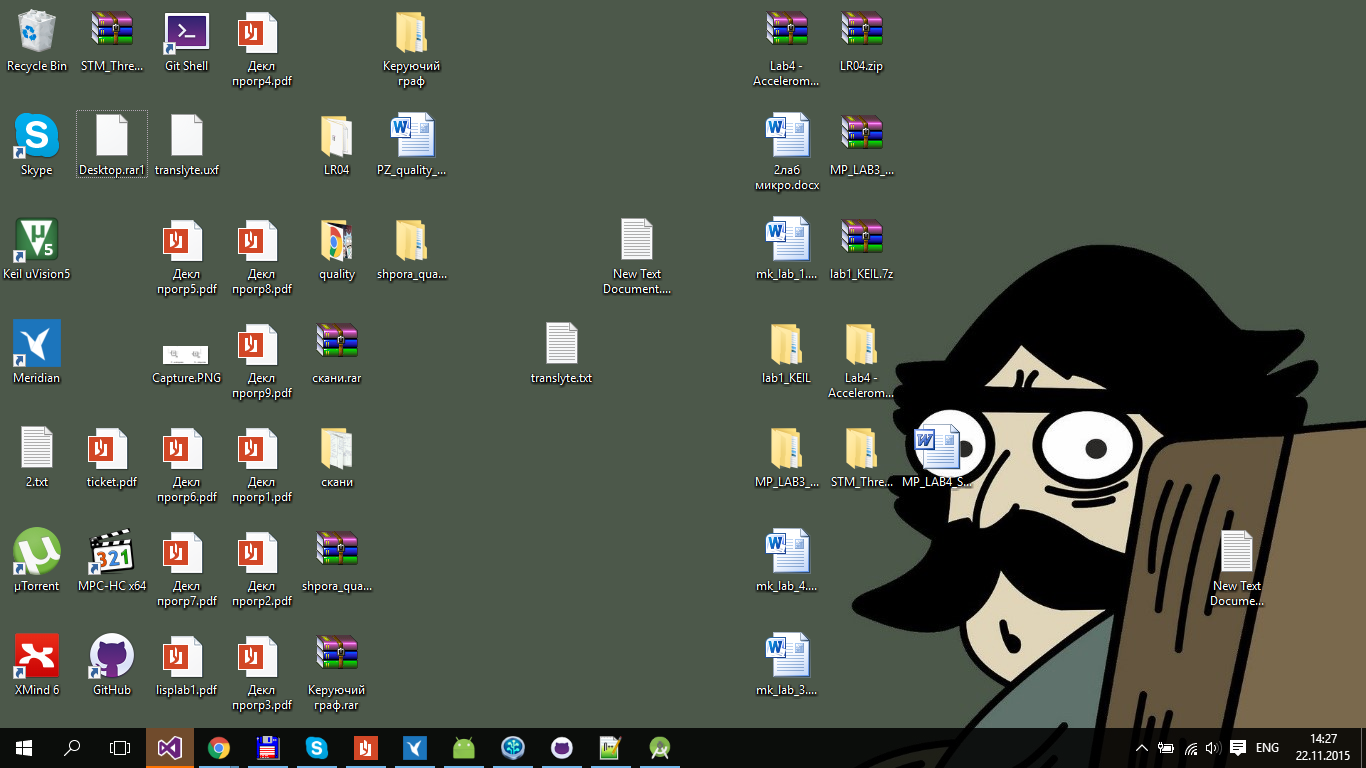 Recycle Bin
STM_Thre...
Git Shell
Декл
прогр4.pdf
Керуючий
граф
Lab4 -
Accelerom...
LR04.zip
Skype
Desktop.rar1
translyte.uxf
LR04
PZ_quality_...
2лаб
микро.docx
MP_LAB3_...
Keil uVision5
Декл
прогр5.pdf
Декл
прогр8.pdf
quality
shpora_qua...
New Text
Document....
mk_lab_1....
lab1_KEIL.7z
Meridian
Capture.PNG
Декл
прогр9.pdf
скани.rar
translyte.txt
lab1_KEIL
Lab4 -
Accelerom...
2.txt
ticket.pdf
Декл
прогр6.pdf
Декл
прогр1.pdf
скани
MP_LAB3_...
STM_Thre...
MP_LAB4_S...
µTorrent
MPC-HC x64
Декл
прогр7.pdf
Декл
прогр2.pdf
shpora_qua...
mk_lab_4....
New Text
Docume...
XMind 6
GitHub
lisplab1.pdf
Декл
прогр3.pdf
Керуючий
граф.rar
mk_lab_3....
ENG
14:27
22.11.2015